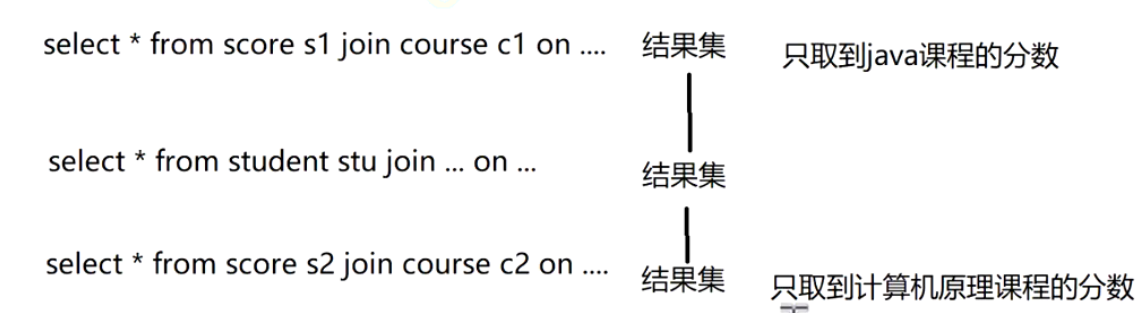 select * from score s1 join course c1 on .... 结果集 只取到java课程的分数
select * from student stu join ... on ... 结果集
select * from score s2 join course c2 on .... 结果集 只取到计算机原理课程的分数